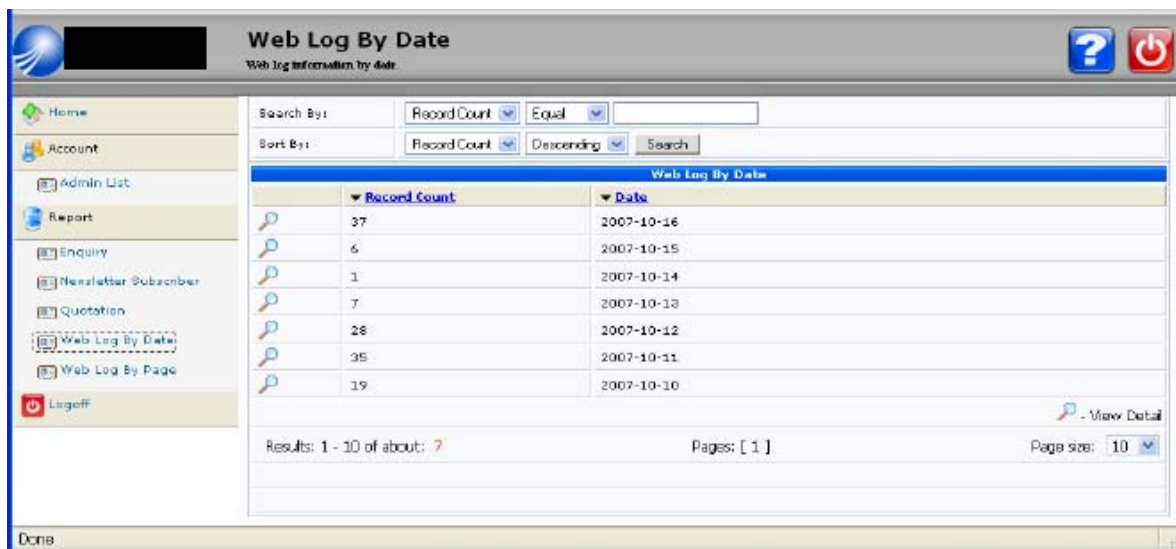 Web Log By Date
Web log information by date.
Home
Account
Admin List
Report
Enquiry
Newsletter Subscriber
Quotation
Web Log By Date
Web Log By Page
Logoff
Search By: Record Count Equal
Sort By: Record Count Descending Search
Web Log By Date
Record Count Date
37 2007-10-16
6 2007-10-15
1 2007-10-14
7 2007-10-13
28 2007-10-12
35 2007-10-11
19 2007-10-10
- View Detail
Results: 1 - 10 of about: 7 Pages: [ 1 ] Page size: 10
Done